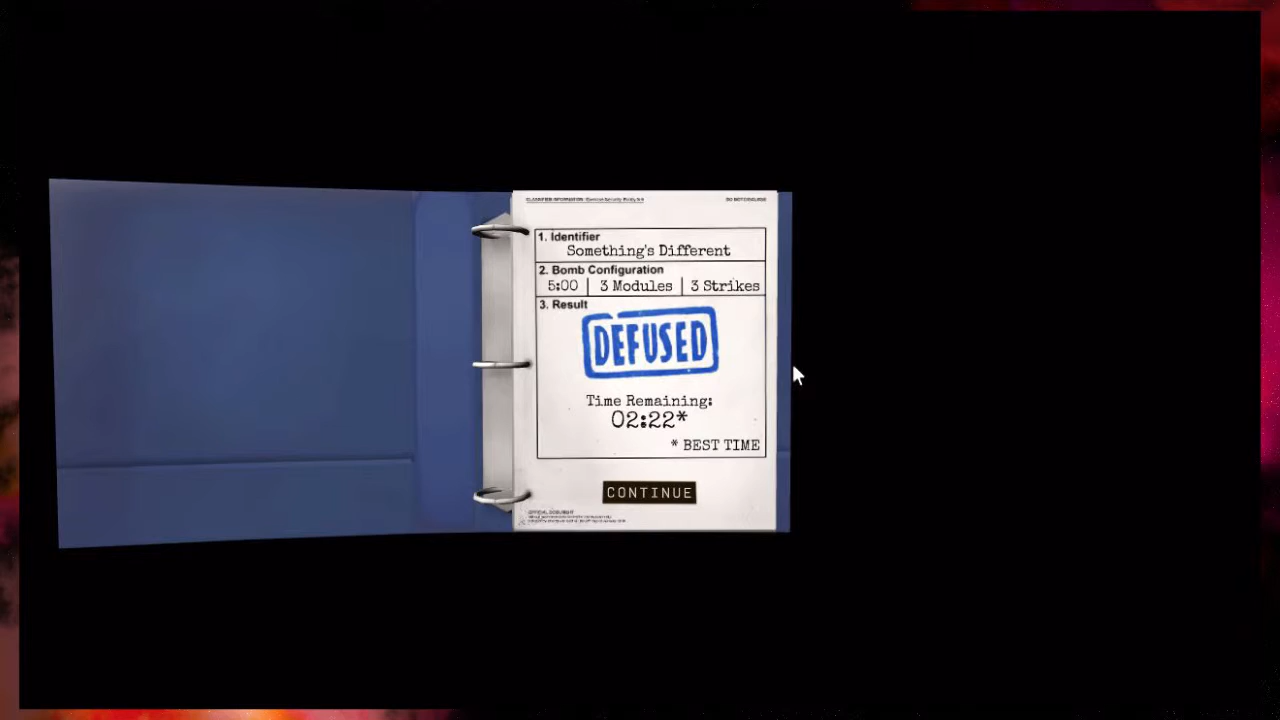 1. Identifier
Something's Different
2. Bomb Configuration
5:00 | 3 Modules | 3 Strikes
3. Result
DEFUSED
Time Remaining:
02:22*
* BEST TIME
CONTINUE